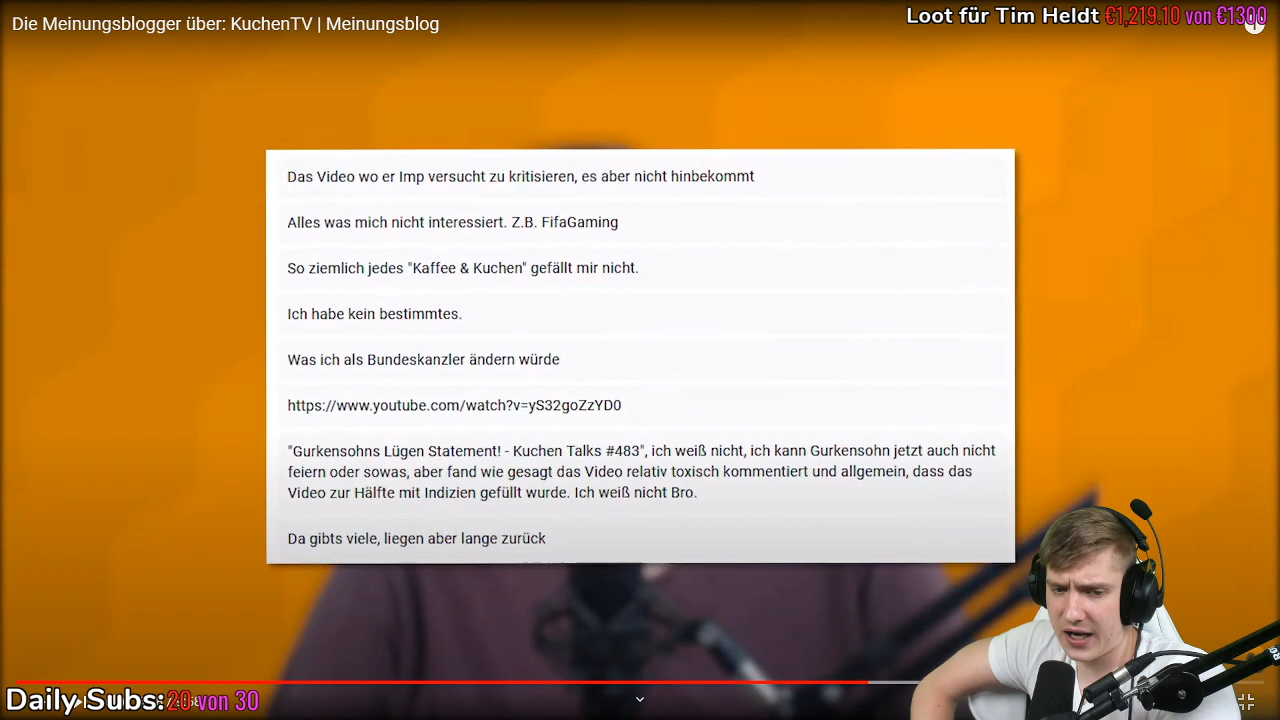 Die Meinungsblogger über: KuchenTV | Meinungsblog
Loot für Tim Heldt €1,219.10 von €1300
Das Video wo er Imp versucht zu kritisieren, es aber nicht hinbekommt
Alles was mich nicht interessiert. Z.B. FifaGaming
So ziemlich jedes "Kaffee & Kuchen" gefällt mir nicht.
Ich habe kein bestimmtes.
Was ich als Bundeskanzler ändern würde
https://www.youtube.com/watch?v=yS32goZzYD0
"Gurkensohns Lügen Statement! - Kuchen Talks #483", ich weiß nicht, ich kann Gurkensohn jetzt auch nicht
feiern oder sowas, aber fand wie gesagt das Video relativ toxisch kommentiert und allgemein, dass das
Video zur Hälfte mit Indizien gefüllt wurde. Ich weiß nicht Bro.
Da gibts viele, liegen aber lange zurück
Daily Subs: 20 von 30